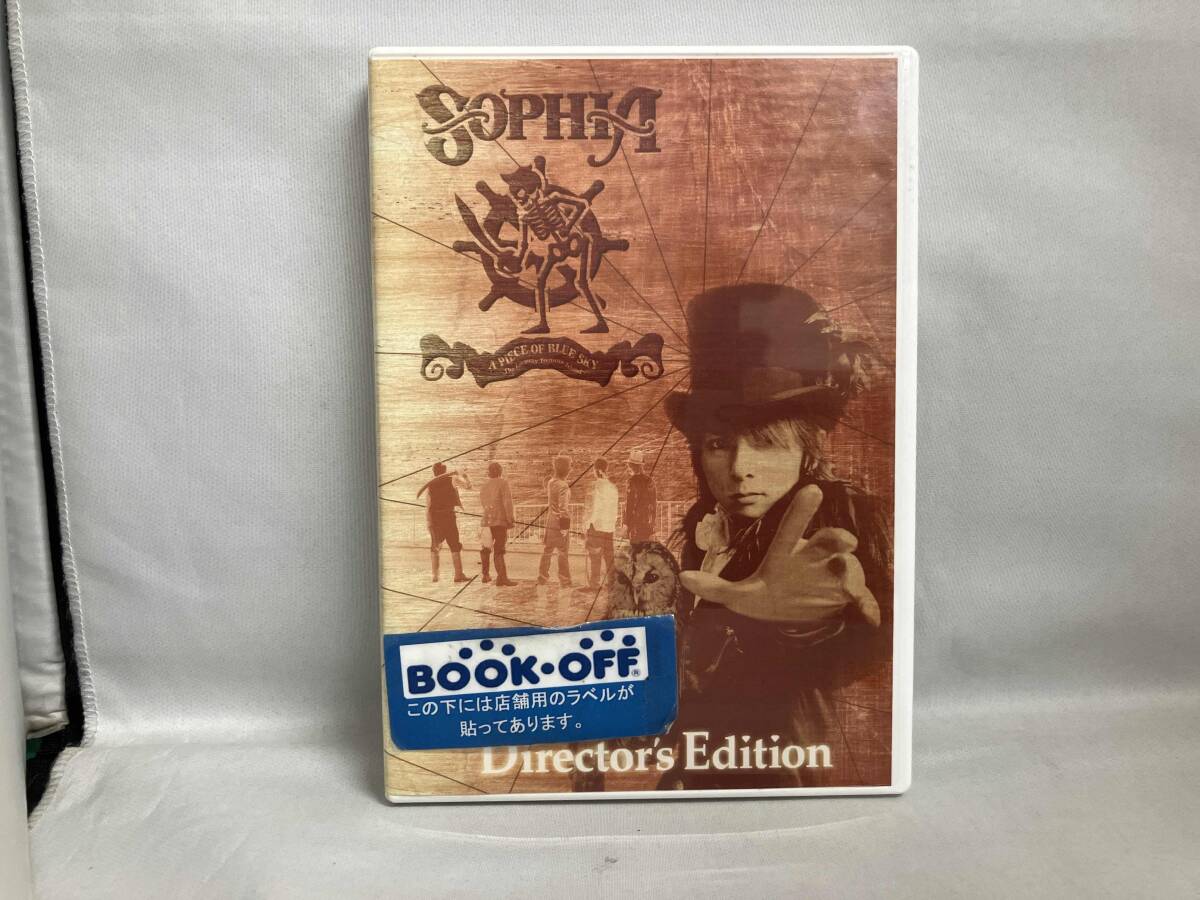 SOPHIA
A PIECE OF BLUE SKY
BOOK・OFF®
この下には店舗用のラベルが
貼ってあります。
Director's Edition